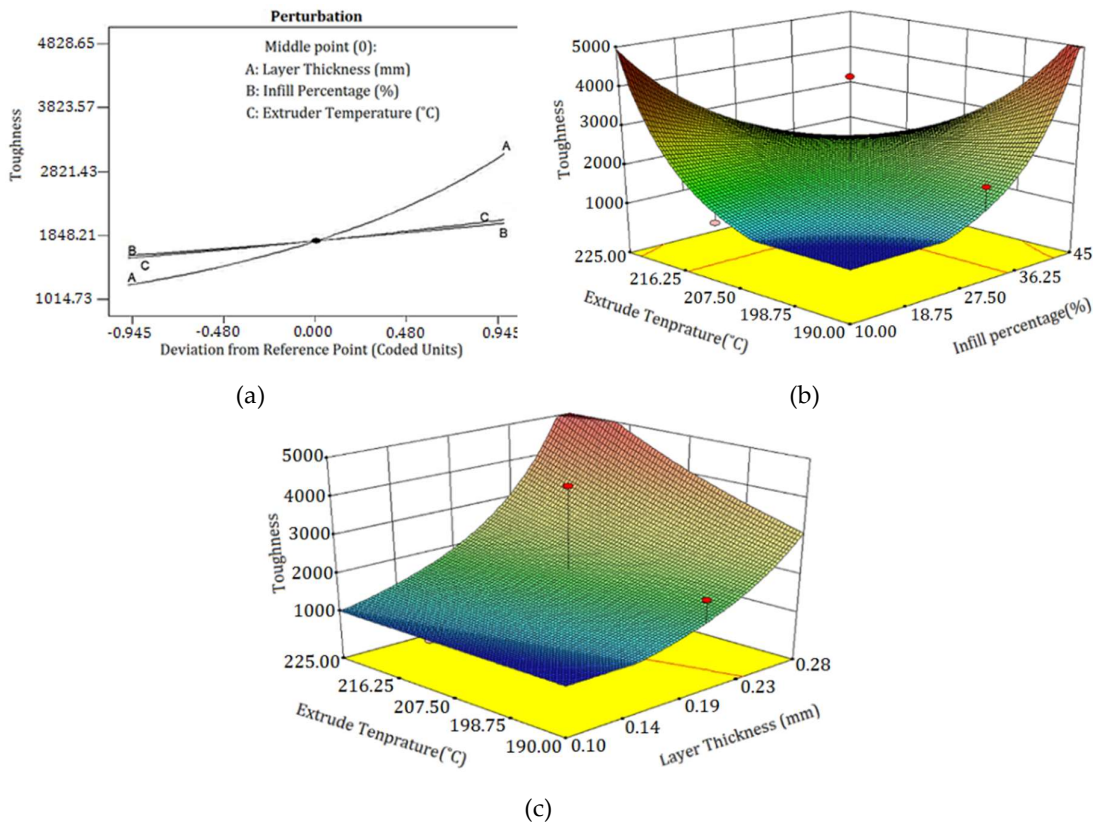 Perturbation
Middle point (0):
A: Layer Thickness (mm)
B: Infill Percentage (%)
C: Extruder Temperature (°C)
Toughness
4828.65
3823.57
2821.43
1848.21
1014.73
A
C
B
B
C
A
-0.945
-0.480
0.000
0.480
0.945
Deviation from Reference Point (Coded Units)
(a)
Toughness
5000
4000
3000
2000
1000
225.00
216.25
207.50
198.75
190.00
Extrude Tenprature(°C)
10.00
18.75
27.50
36.25
45
Infill percentage(%)
(b)
Toughness
5000
4000
3000
2000
1000
225.00
216.25
207.50
198.75
190.00
Extrude Tenprature(°C)
0.10
0.14
0.19
0.23
0.28
Layer Thickness (mm)
(c)